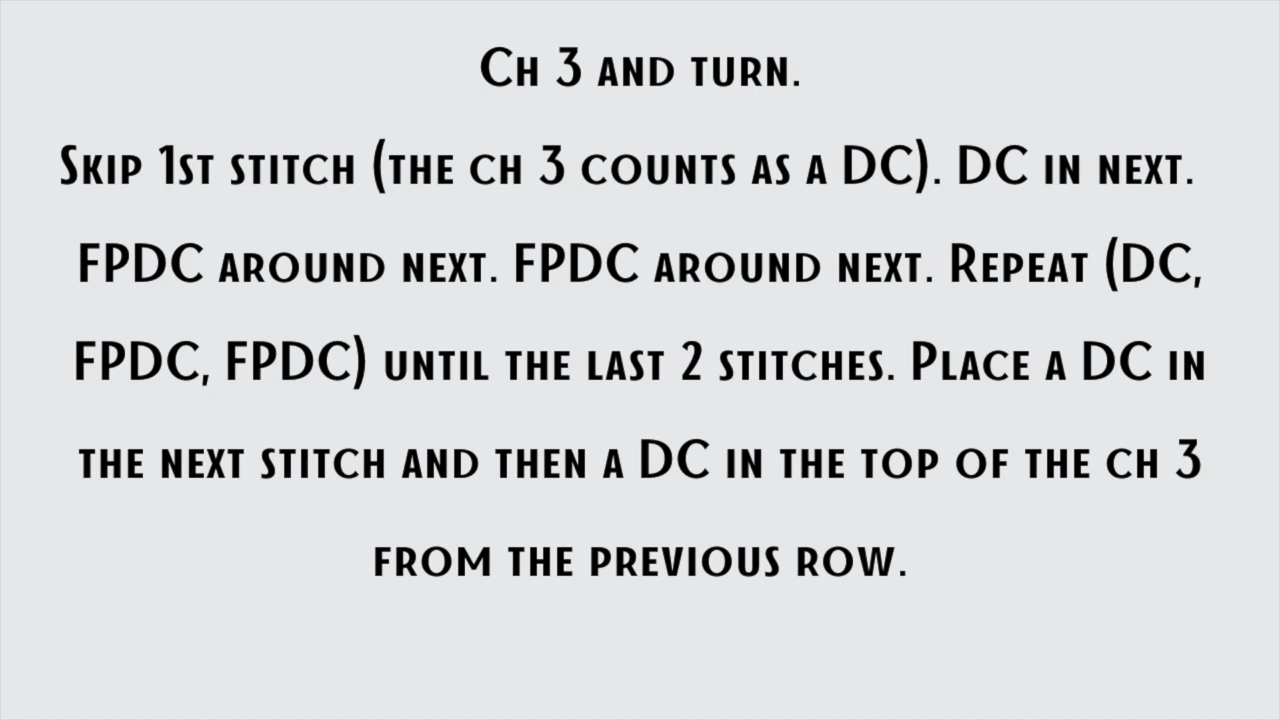 Ch 3 and turn.
Skip 1st stitch (the ch 3 counts as a DC). DC in next.
FPDC around next. FPDC around next. Repeat (DC,
FPDC, FPDC) until the last 2 stitches. Place a DC in
the next stitch and then a DC in the top of the ch 3
from the previous row.